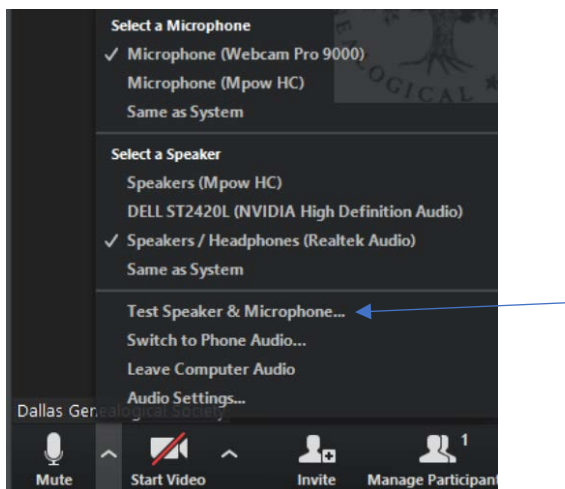 Select a Microphone
Microphone (Webcam Pro 9000)
Microphone (Mpow HC)
Same as System
Select a Speaker
Speakers (Mpow HC)
DELL ST2420L (NVIDIA High Definition Audio)
Speakers / Headphones (Realtek Audio)
Same as System
Test Speaker & Microphone...
Switch to Phone Audio...
Leave Computer Audio
Audio Settings...
Dallas Genealogical Society
1
Mute Start Video Invite Manage Participan